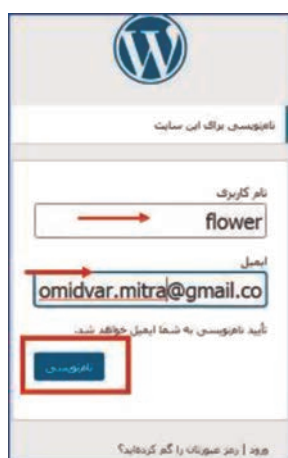 نام‌نویسی برای این سایت
نام کاربری
flower
ایمیل
omidvar.mitra@gmail.co
تأیید نام‌نویسی به شما ایمیل خواهد شد.
نام‌نویسی
ورود | رمز عبورتان را گم کرده‌اید؟